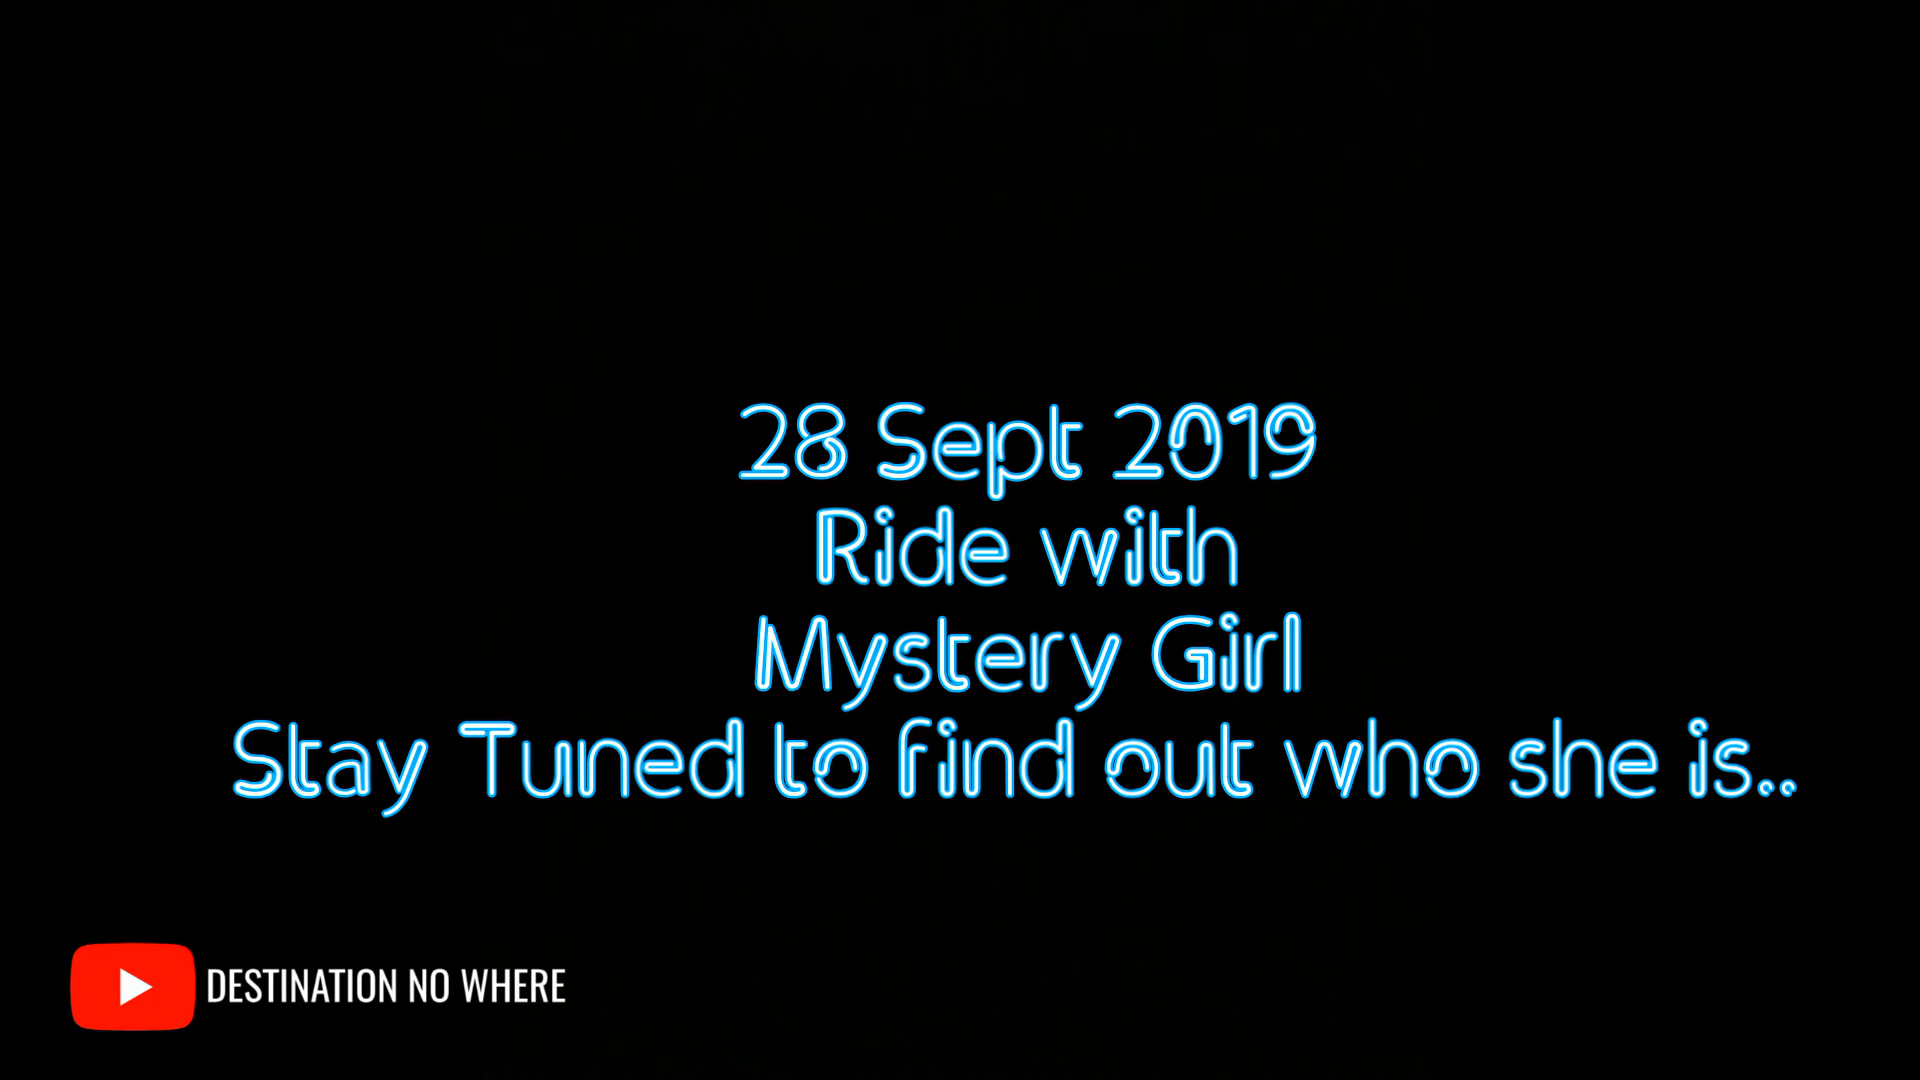 28 Sept 2019
Ride with
Mystery Girl
Stay Tuned to find out who she is..
DESTINATION NO WHERE